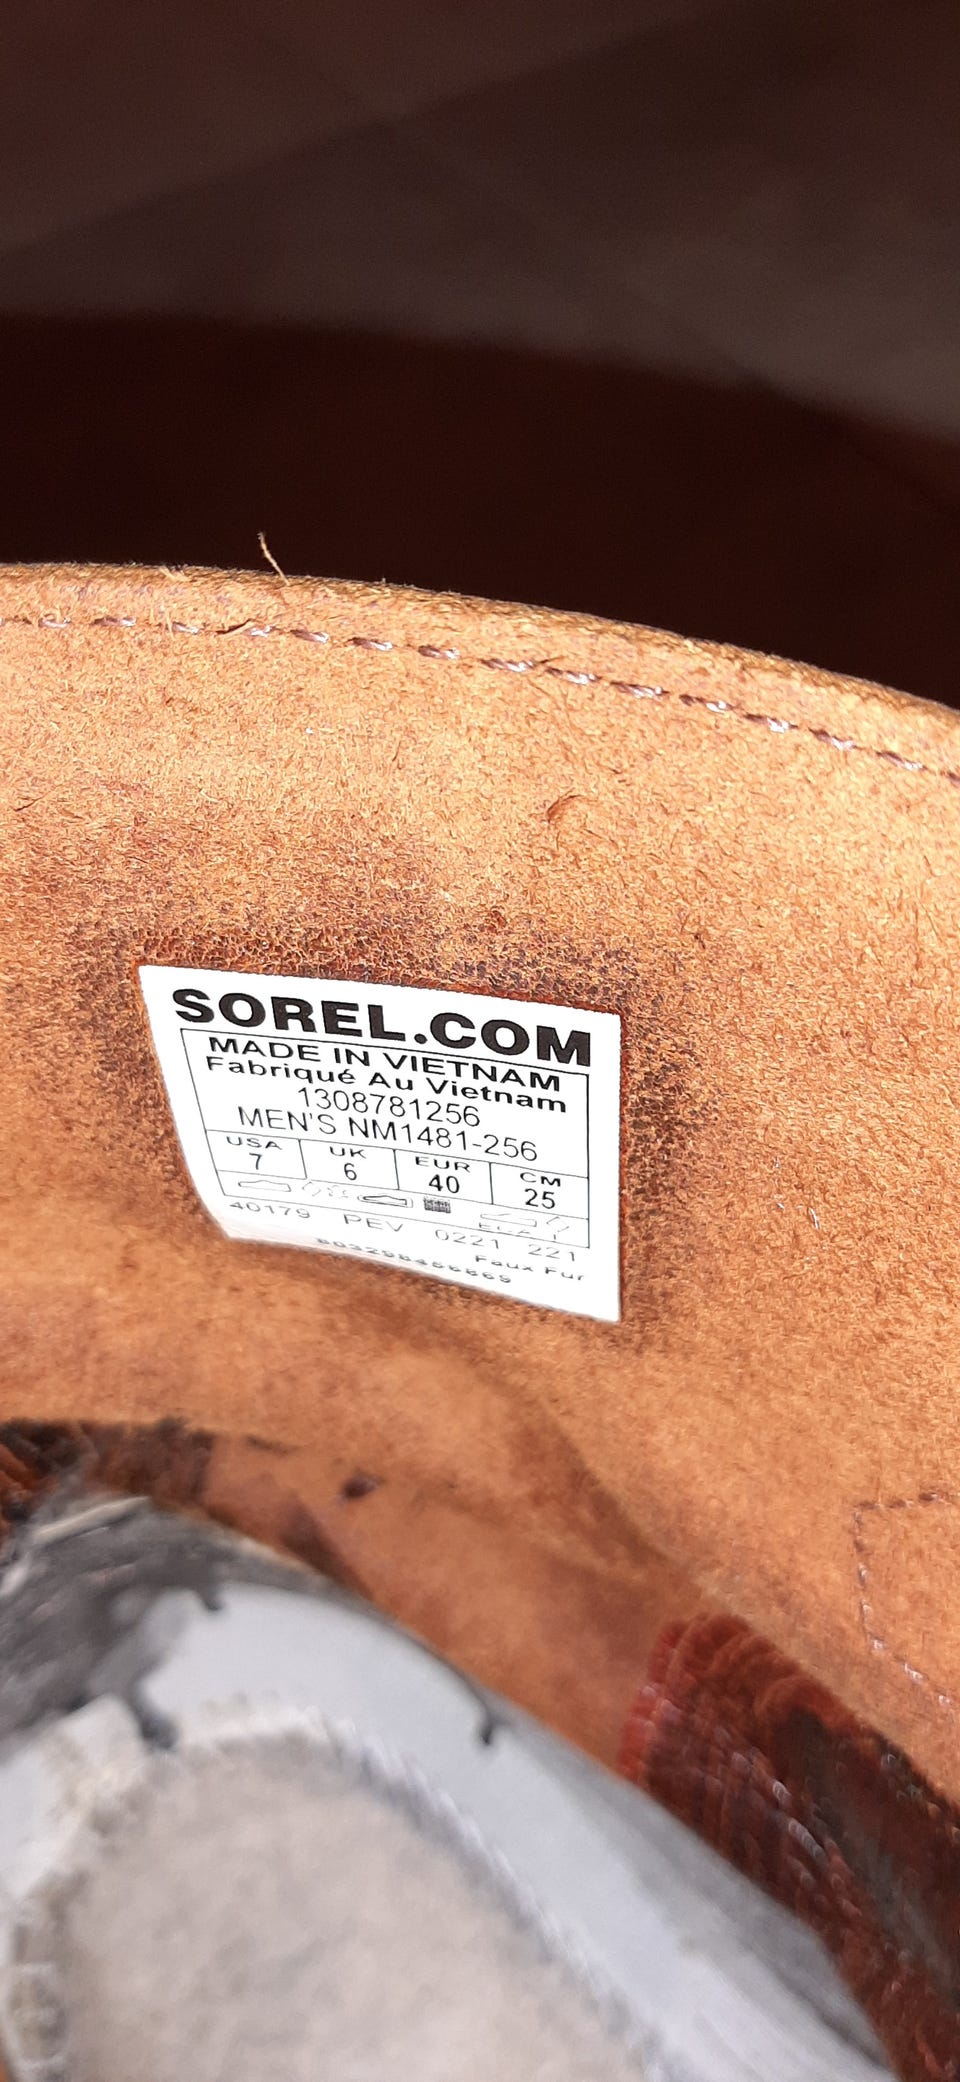 SOREL.COM
MADE IN VIETNAM
Fabriqué Au Vietnam
1308781256
MEN'S NM1481-256
USA UK EUR CM
7 6 40 25
40179 PEV 0221 221
Faux Fur